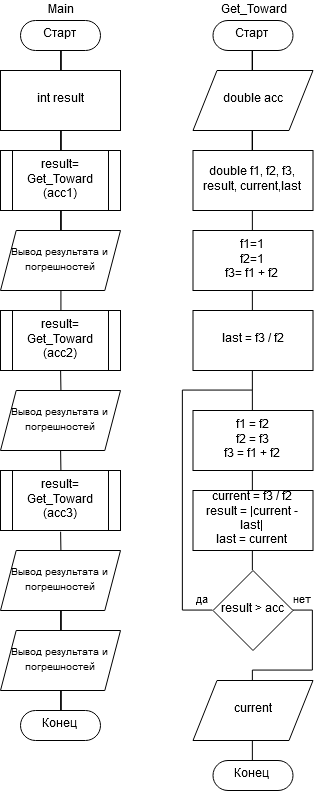 Main
Старт
int result
result=
Get_Toward
(acc1)
Вывод результата и
погрешностей
result=
Get_Toward
(acc2)
Вывод результата и
погрешностей
result=
Get_Toward
(acc3)
Вывод результата и
погрешностей
Вывод результата и
погрешностей
Конец
Get_Toward
Старт
double acc
double f1, f2, f3,
result, current,last
f1=1
f2=1
f3= f1 + f2
last = f3 / f2
f1 = f2
f2 = f3
f3 = f1 + f2
current = f3 / f2
result = |current -
last|
last = current
да
result > acc
нет
current
Конец